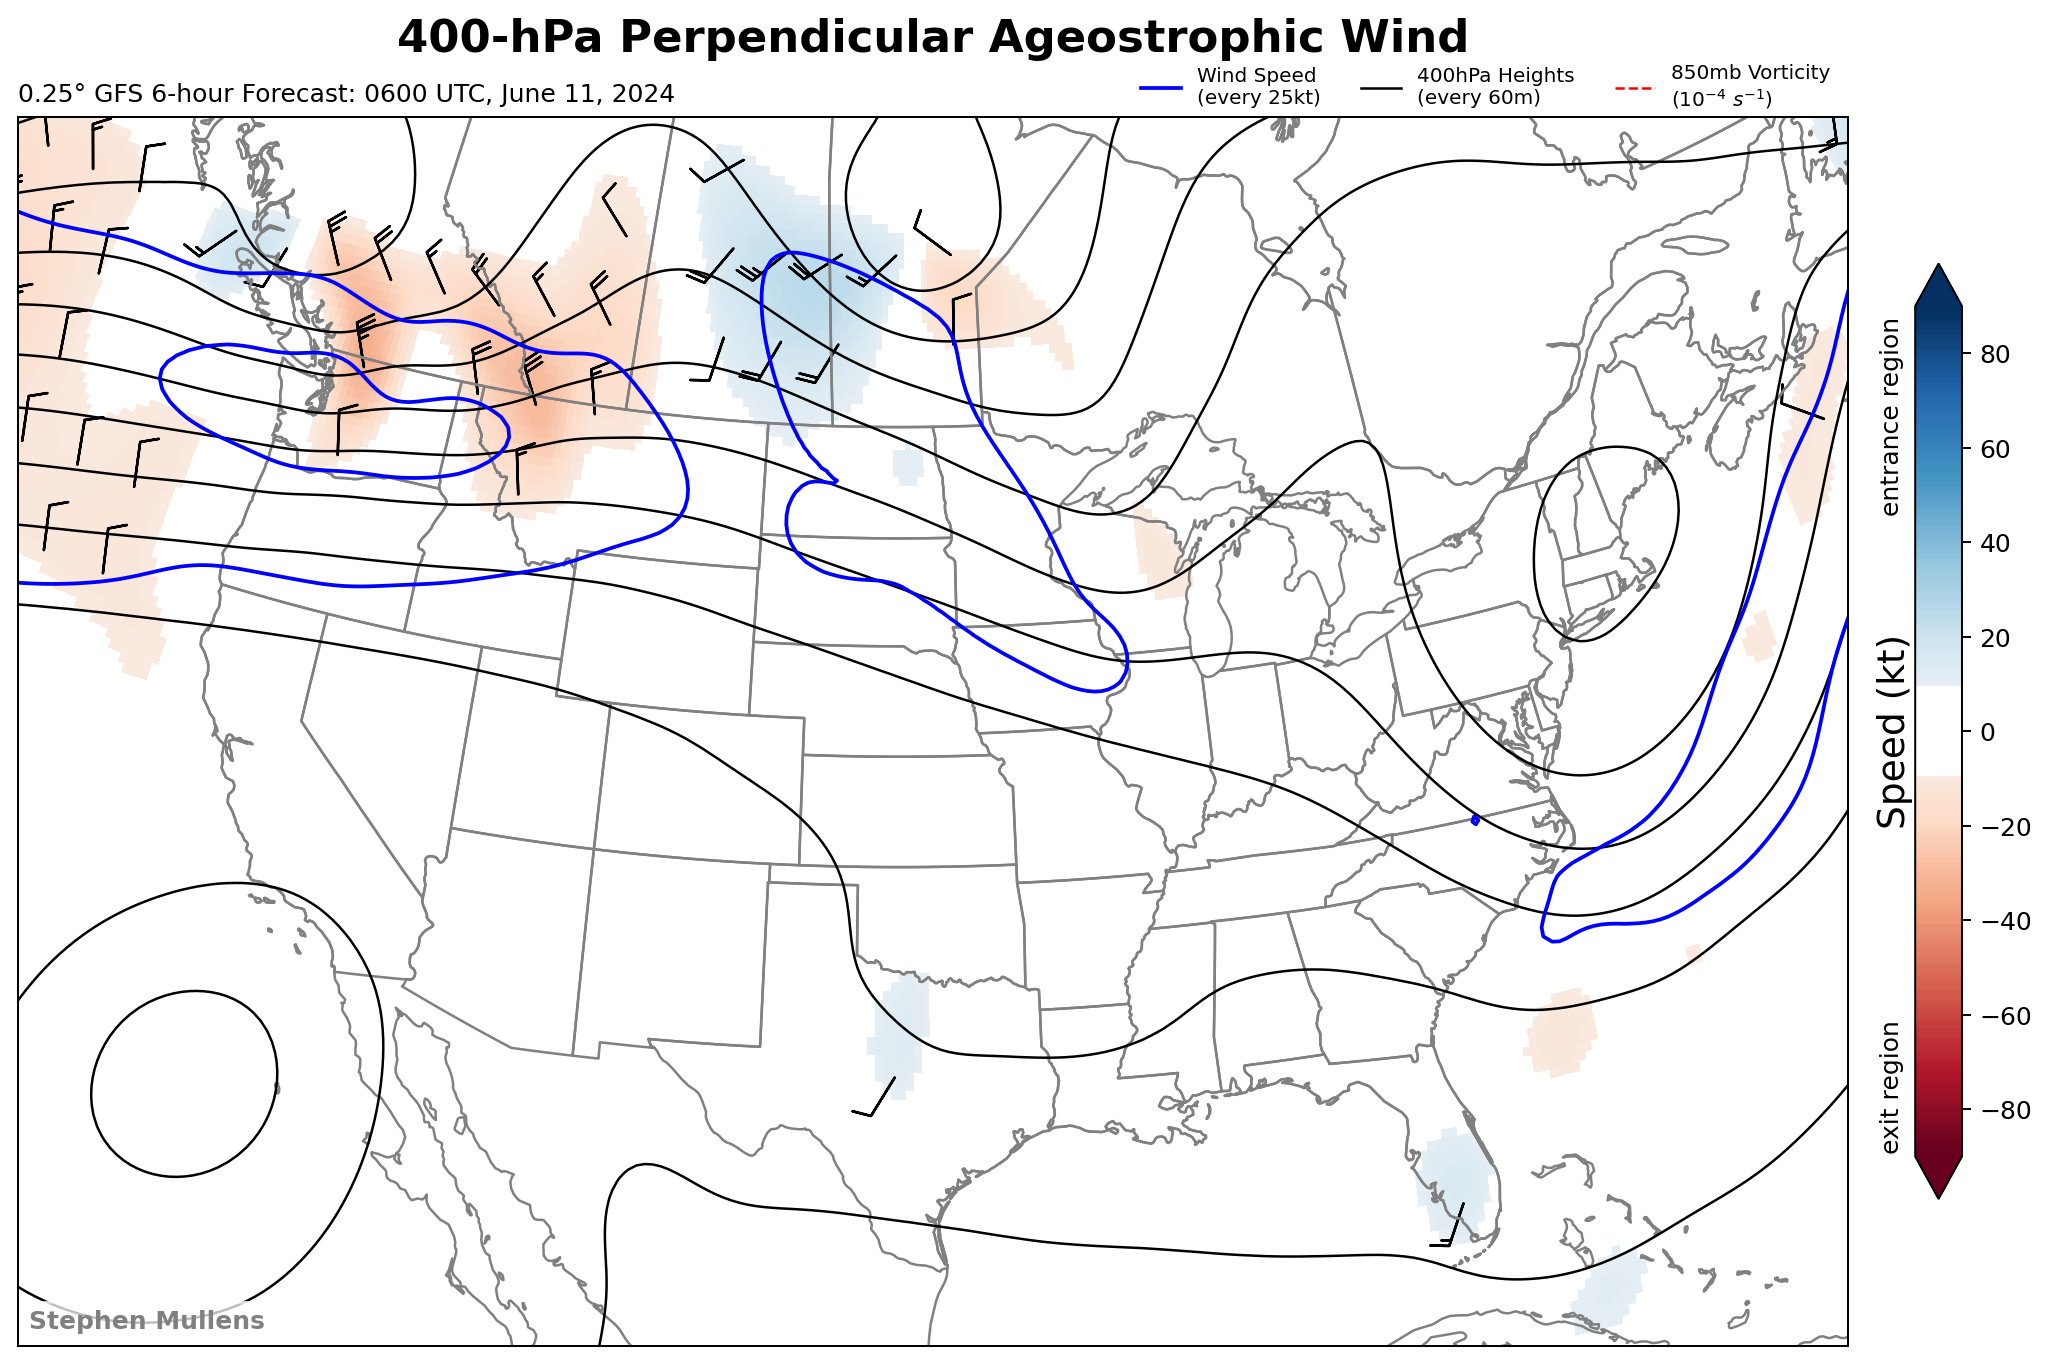 400-hPa Perpendicular Ageostrophic Wind
0.25° GFS 6-hour Forecast: 0600 UTC, June 11, 2024
Wind Speed
(every 25kt)
400hPa Heights
(every 60m)
850mb Vorticity
(10⁻⁴ s⁻¹)
entrance region
Speed (kt)
exit region
80
60
40
20
0
−20
−40
−60
−80
Stephen Mullens